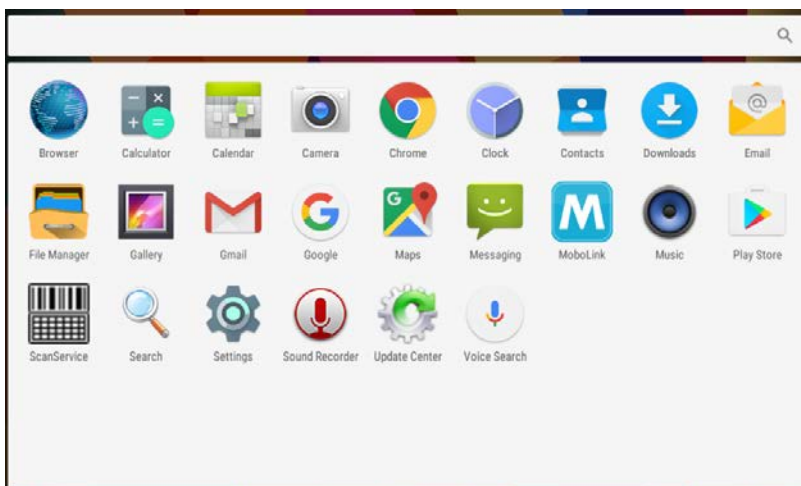 Browser
Calculator
Calendar
Camera
Chrome
Clock
Contacts
Downloads
Email
File Manager
Gallery
Gmail
Google
Maps
Messaging
MoboLink
Music
Play Store
ScanService
Search
Settings
Sound Recorder
Update Center
Voice Search